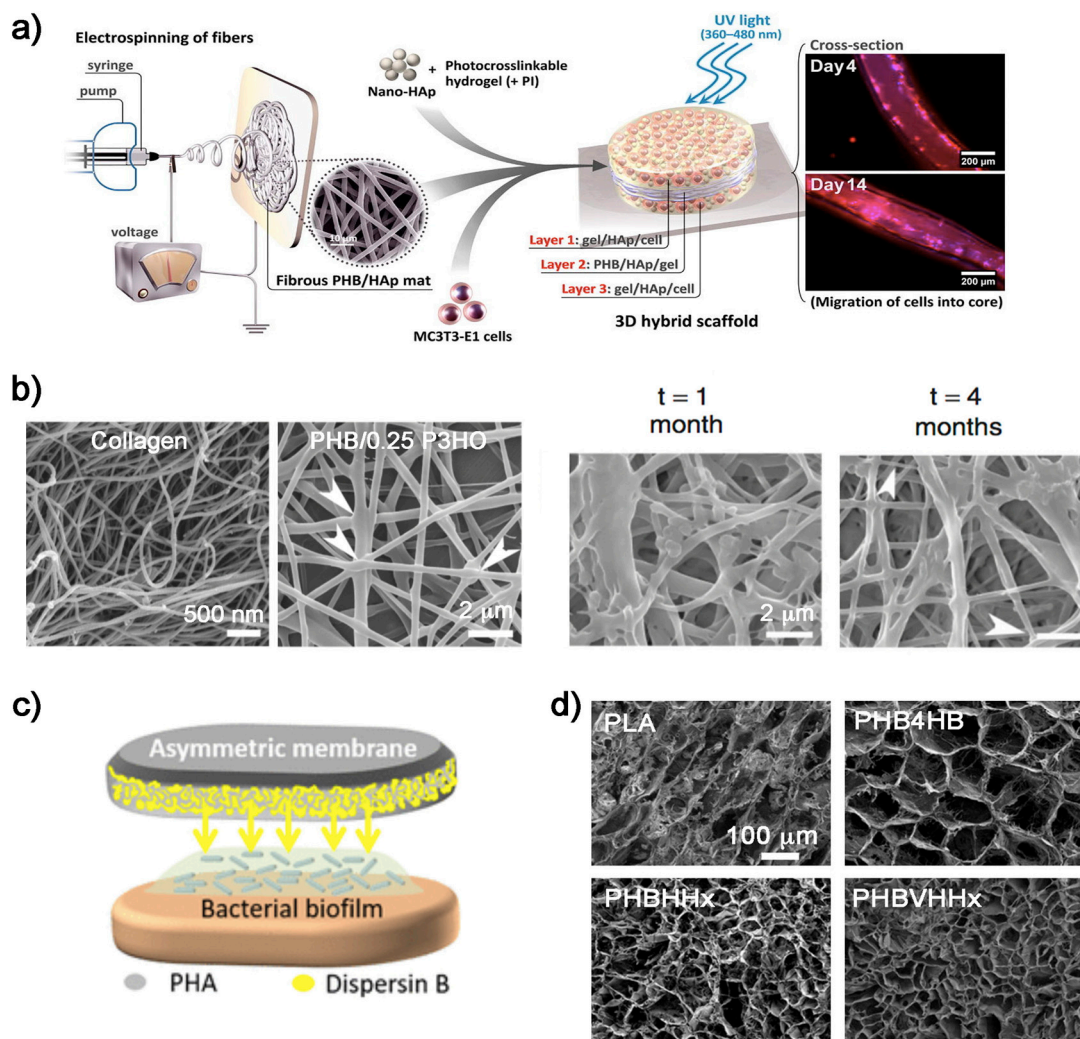 a)
Electrospinning of fibers
syringe
pump
voltage
10 µm
Fibrous PHB/HAp mat
Nano-HAp
+
Photocrosslinkable
hydrogel (+ PI)
MC3T3-E1 cells
UV light
(360–480 nm)
Layer 1: gel/HAp/cell
Layer 2: PHB/HAp/gel
Layer 3: gel/HAp/cell
3D hybrid scaffold
Cross-section
Day 4
200 µm
Day 14
200 µm
(Migration of cells into core)
b)
Collagen
500 nm
PHB/0.25 P3HO
2 µm
t = 1
month
2 µm
t = 4
months
c)
Asymmetric membrane
Bacterial biofilm
PHA
Dispersin B
d)
PLA
100 µm
PHB4HB
PHBHHx
PHBVHHx